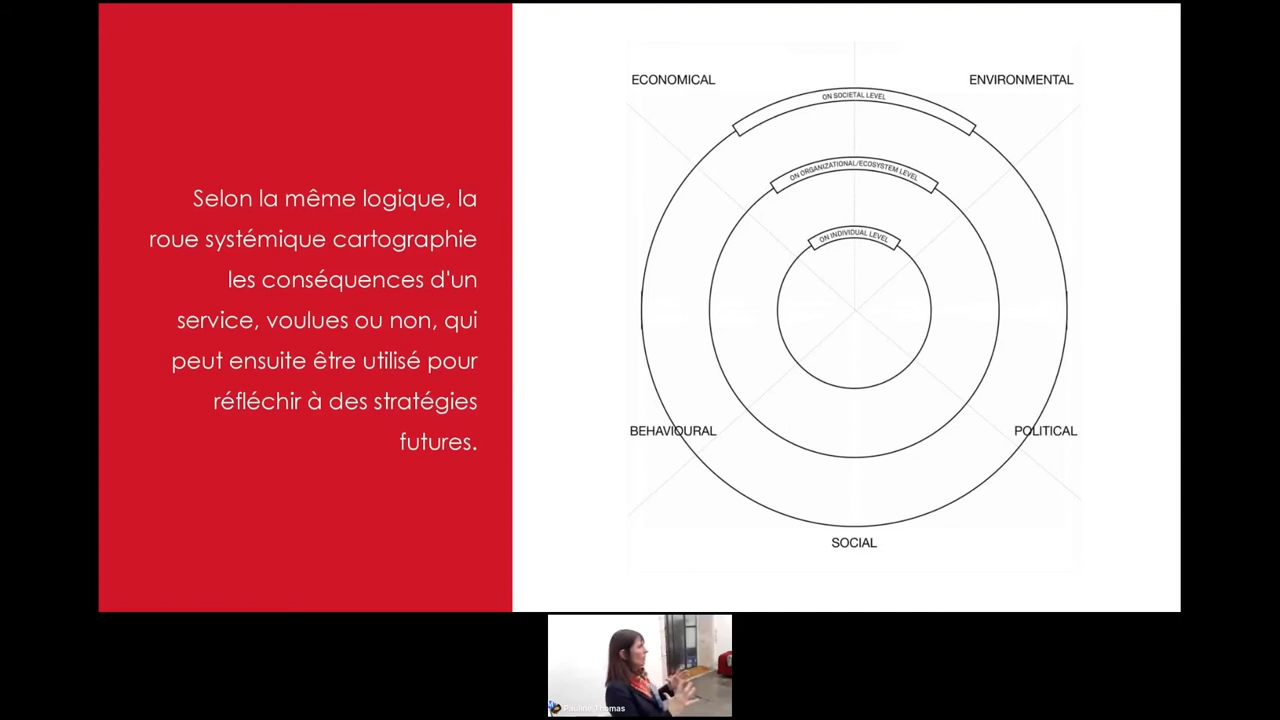 Selon la même logique, la
roue systémique cartographie
les conséquences d'un
service, voulues ou non, qui
peut ensuite être utilisé pour
réfléchir à des stratégies
futures.
ECONOMICAL
ENVIRONMENTAL
ON SOCIETAL LEVEL
ON ORGANIZATIONAL/ECOSYSTEM LEVEL
ON INDIVIDUAL LEVEL
BEHAVIOURAL
POLITICAL
SOCIAL
Pauline Thomas